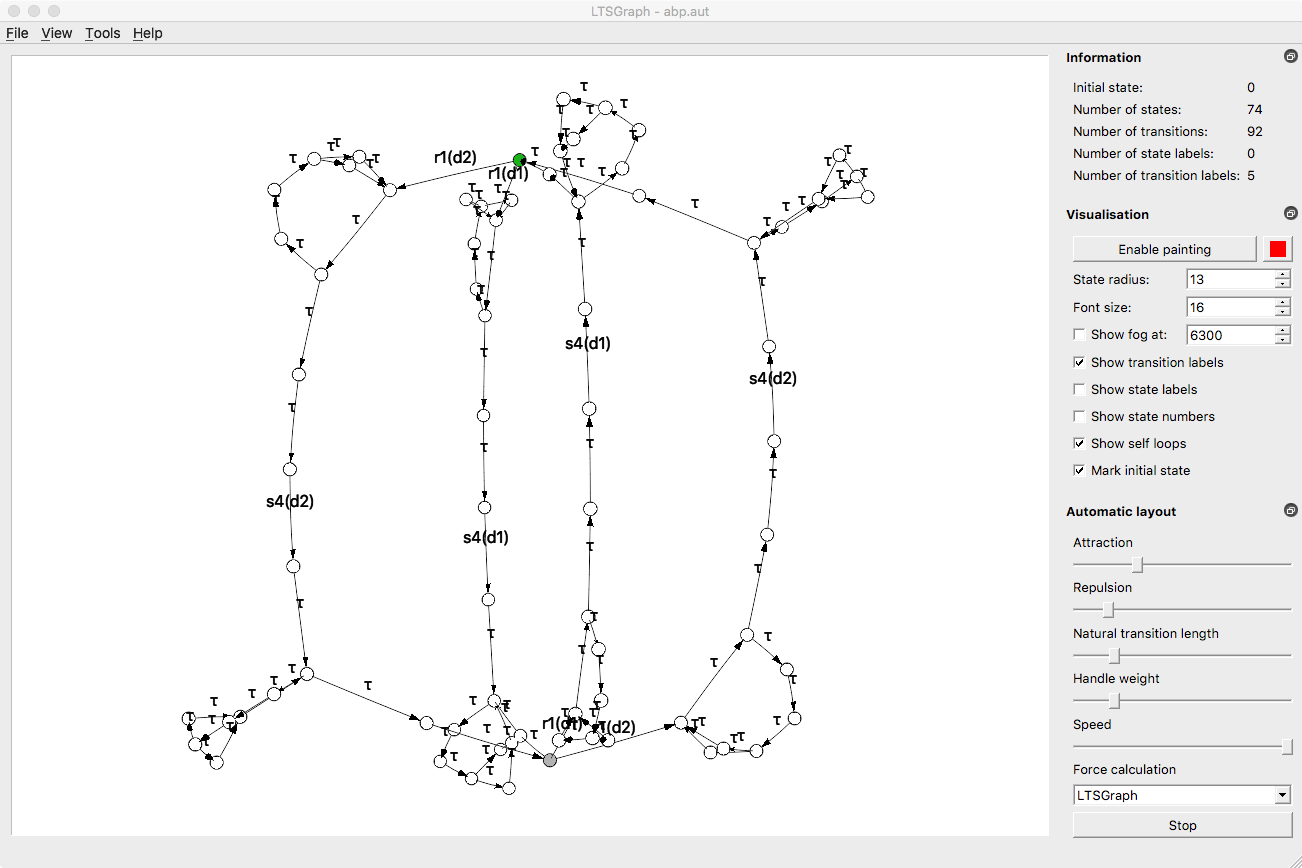 LTSGraph - abp.aut
File View Tools Help
τ
τ
τ
τ
τ
τ
τ
τ
τ
τ
τ
τ
r1(d2)
r1(d1)
τ
τ
τ
τ
τ
τ
τ
τ
τ
τ
τ
τ
τ
s4(d1)
s4(d2)
τ
τ
τ
τ
s4(d2)
s4(d1)
τ
τ
τ
τ
τ
τ
τ
τ
τ
τ
τ
r1(d1)
r1(d2)
τ
τ
τ
τ
τ
τ
Information
Initial state: 0
Number of states: 74
Number of transitions: 92
Number of state labels: 0
Number of transition labels: 5
Visualisation
Enable painting
State radius: 13
Font size: 16
Show fog at: 6300
Show transition labels
Show state labels
Show state numbers
Show self loops
Mark initial state
Automatic layout
Attraction
Repulsion
Natural transition length
Handle weight
Speed
Force calculation
LTSGraph
Stop